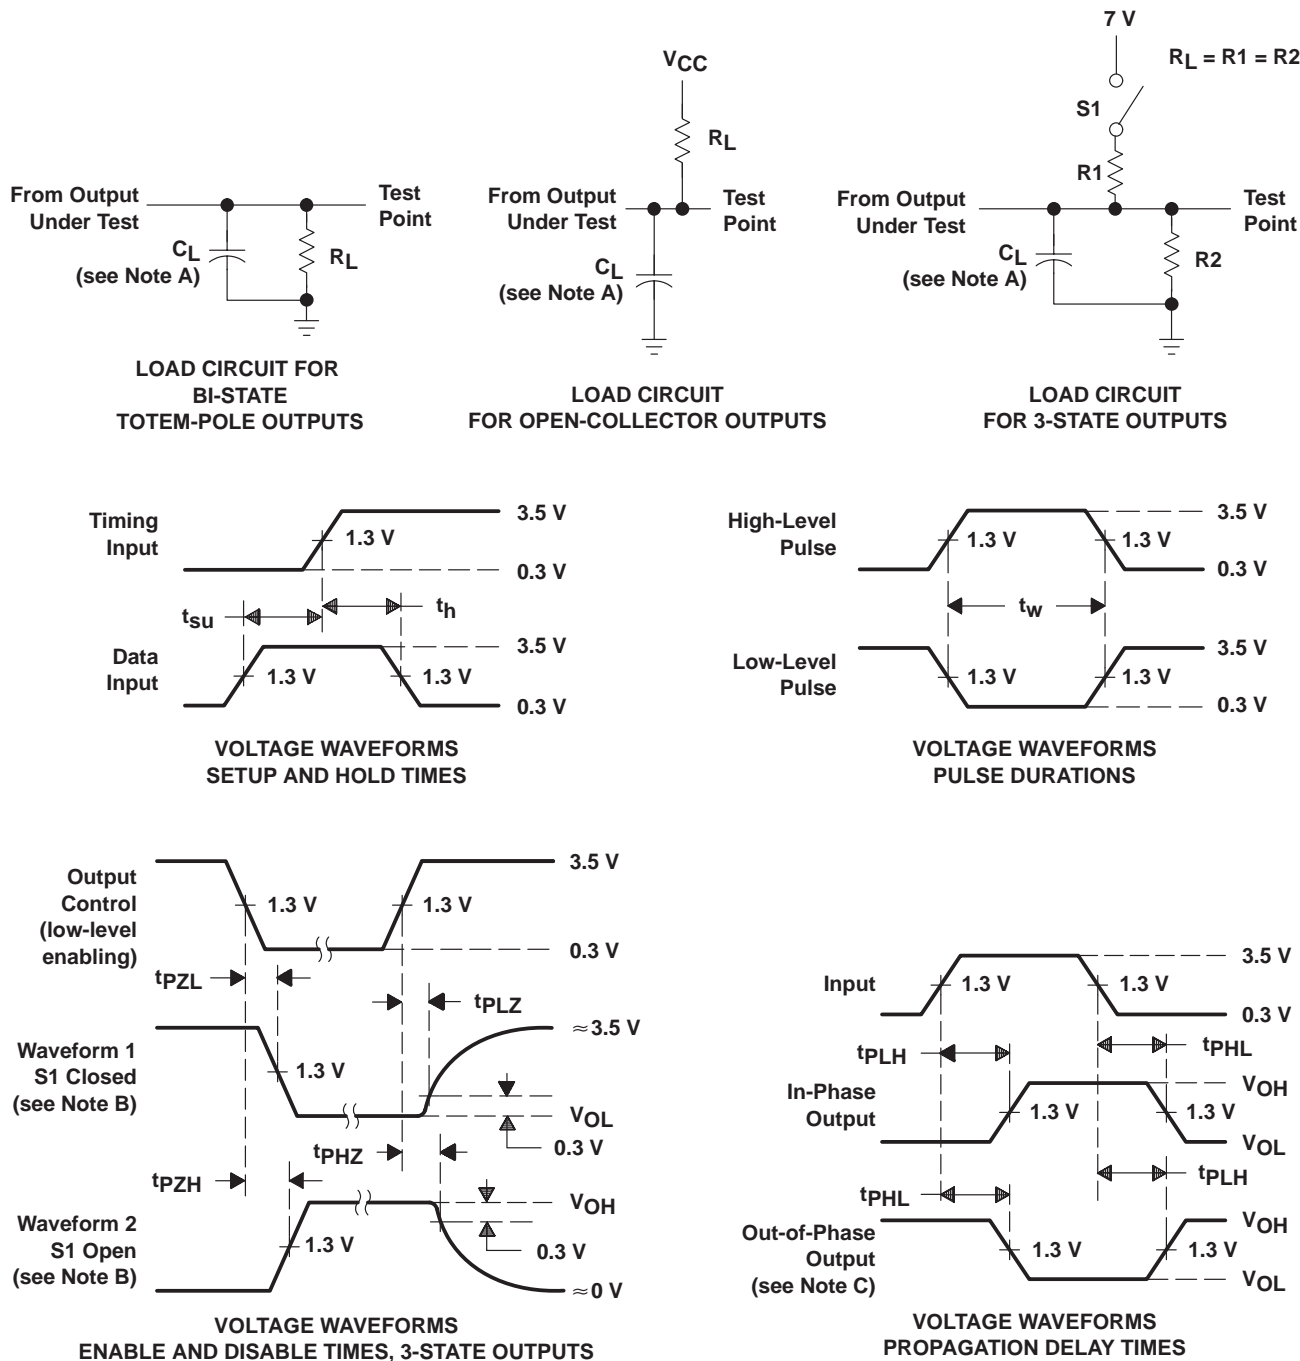 7 V
RL = R1 = R2
VCC
S1
RL
R1
From Output
Under Test
Test
Point
CL
(see Note A)
RL
From Output
Under Test
Test
Point
CL
(see Note A)
From Output
Under Test
Test
Point
CL
(see Note A)
R2
LOAD CIRCUIT FOR
BI-STATE
TOTEM-POLE OUTPUTS
LOAD CIRCUIT
FOR OPEN-COLLECTOR OUTPUTS
LOAD CIRCUIT
FOR 3-STATE OUTPUTS
Timing
Input
1.3 V
3.5 V
0.3 V
tsu
th
Data
Input
1.3 V
1.3 V
3.5 V
0.3 V
VOLTAGE WAVEFORMS
SETUP AND HOLD TIMES
High-Level
Pulse
1.3 V
1.3 V
3.5 V
0.3 V
tw
Low-Level
Pulse
1.3 V
1.3 V
3.5 V
0.3 V
VOLTAGE WAVEFORMS
PULSE DURATIONS
Output
Control
(low-level
enabling)
1.3 V
1.3 V
3.5 V
0.3 V
tPZL
tPLZ
Waveform 1
S1 Closed
(see Note B)
1.3 V
≈3.5 V
VOL
0.3 V
tPZH
tPHZ
Waveform 2
S1 Open
(see Note B)
1.3 V
VOH
0.3 V
≈0 V
VOLTAGE WAVEFORMS
ENABLE AND DISABLE TIMES, 3-STATE OUTPUTS
Input
1.3 V
1.3 V
3.5 V
0.3 V
tPLH
tPHL
In-Phase
Output
1.3 V
1.3 V
VOH
VOL
tPHL
tPLH
Out-of-Phase
Output
(see Note C)
1.3 V
1.3 V
VOH
VOL
VOLTAGE WAVEFORMS
PROPAGATION DELAY TIMES